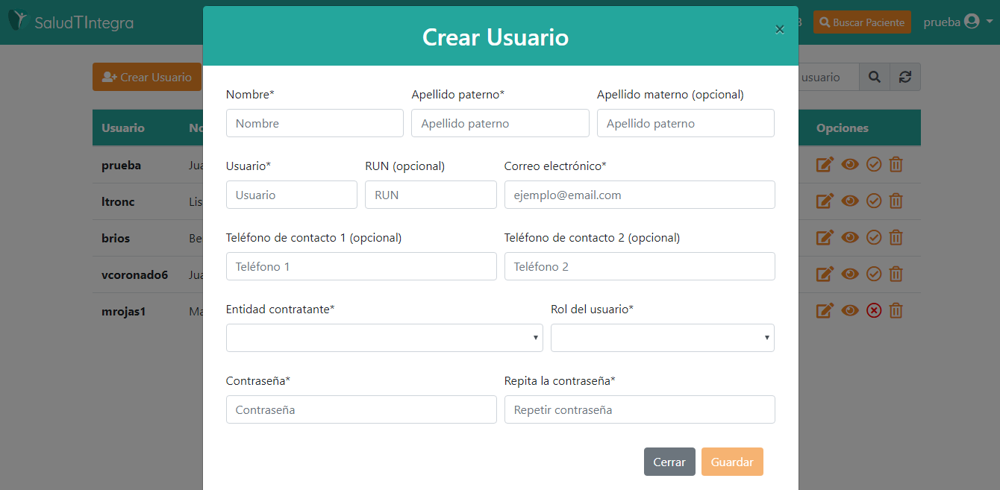 SaludTIntegra
Crear Usuario
×
3
Buscar Paciente
prueba
Crear Usuario
usuario
Nombre*
Apellido paterno*
Apellido materno (opcional)
Nombre
Apellido paterno
Apellido paterno
Usuario
No
Opciones
Usuario*
RUN (opcional)
Correo electrónico*
prueba
Jua
Usuario
RUN
ejemplo@email.com
ltronc
Lis
Teléfono de contacto 1 (opcional)
Teléfono de contacto 2 (opcional)
brios
Be
Teléfono 1
Teléfono 2
vcoronado6
Jua
Entidad contratante*
Rol del usuario*
mrojas1
Ma
Contraseña*
Repita la contraseña*
Contraseña
Repetir contraseña
Cerrar
Guardar